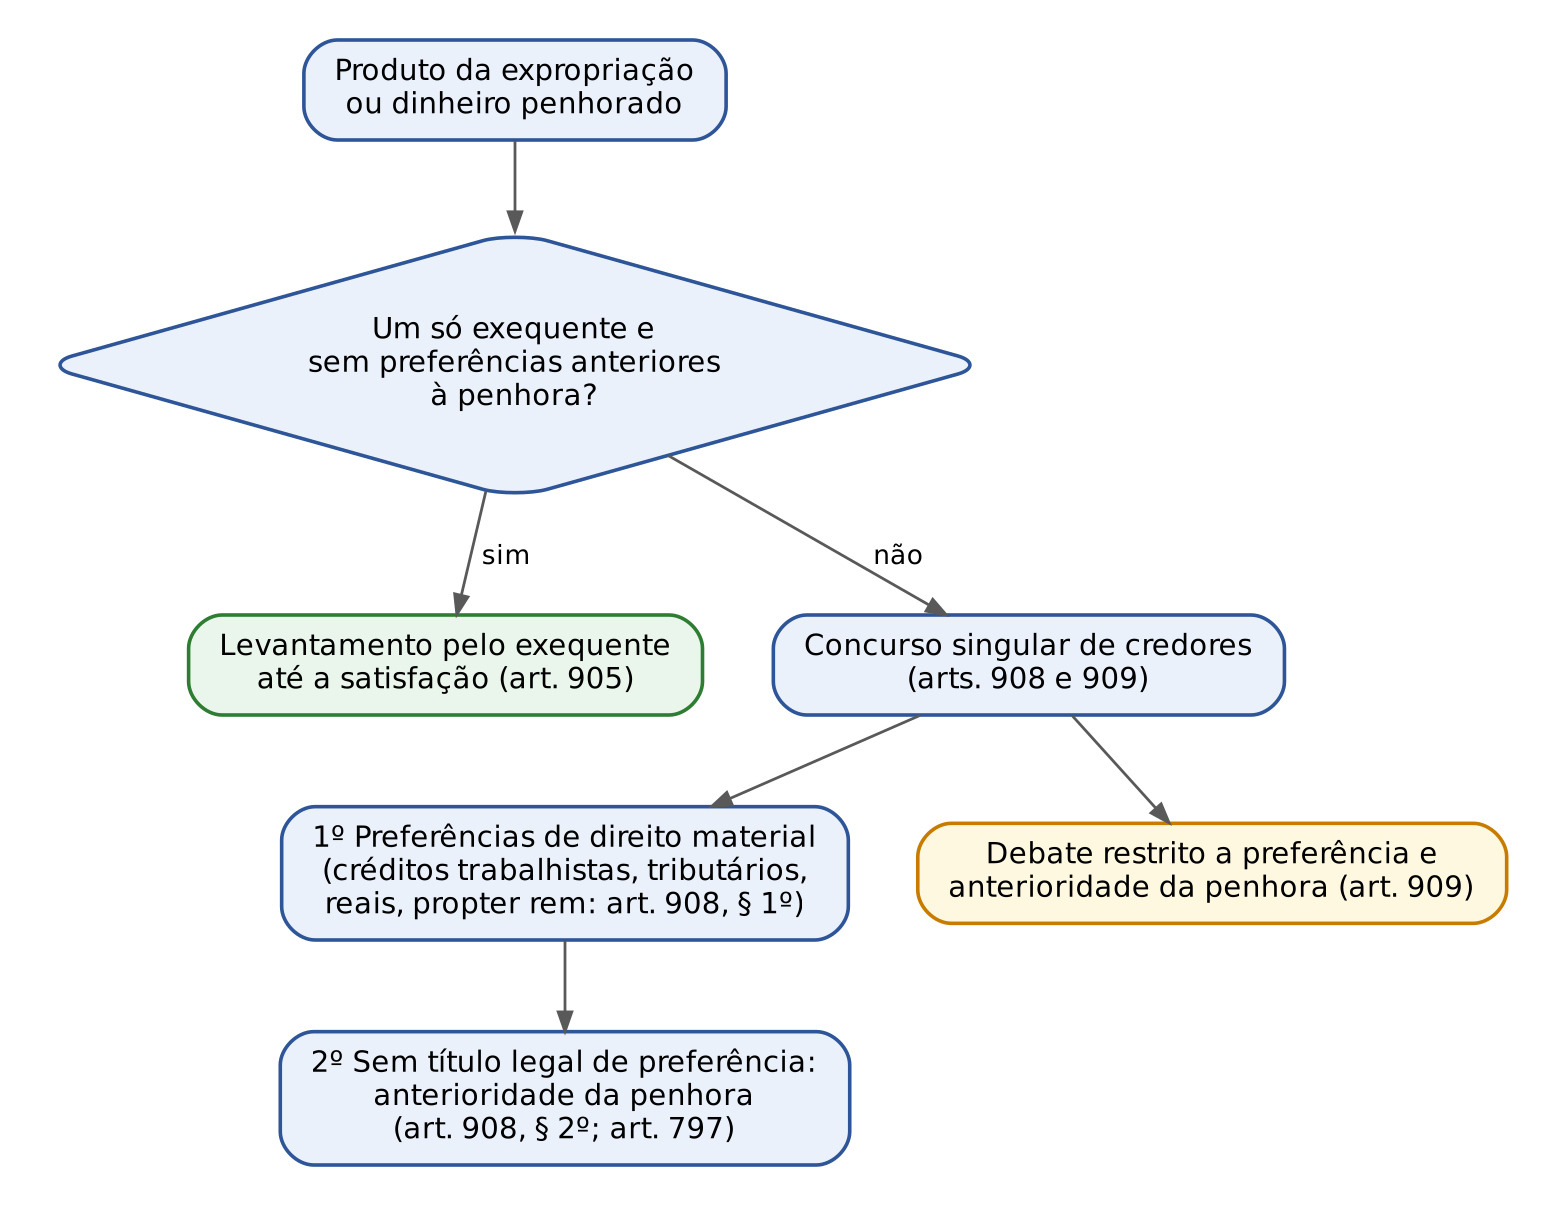 Produto da expropriação
ou dinheiro penhorado
Um só exequente e
sem preferências anteriores
à penhora?
sim
não
Levantamento pelo exequente
até a satisfação (art. 905)
Concurso singular de credores
(arts. 908 e 909)
1º Preferências de direito material
(créditos trabalhistas, tributários,
reais, propter rem: art. 908, § 1º)
Debate restrito a preferência e
anterioridade da penhora (art. 909)
2º Sem título legal de preferência:
anterioridade da penhora
(art. 908, § 2º; art. 797)